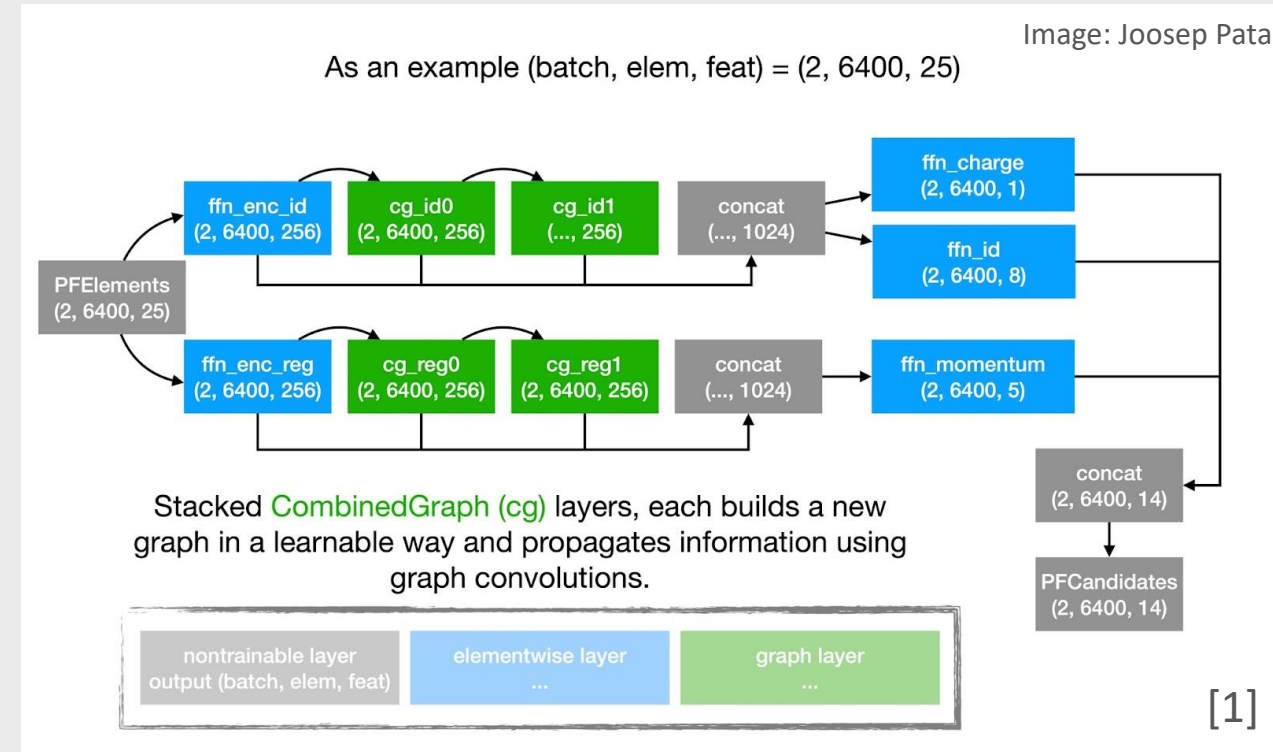 Image: Joosep Pata
As an example (batch, elem, feat) = (2, 6400, 25)
PFElements
(2, 6400, 25)
ffn_enc_id
(2, 6400, 256)
cg_id0
(2, 6400, 256)
cg_id1
(..., 256)
concat
(..., 1024)
ffn_charge
(2, 6400, 1)
ffn_id
(2, 6400, 8)
ffn_enc_reg
(2, 6400, 256)
cg_reg0
(2, 6400, 256)
cg_reg1
(2, 6400, 256)
concat
(..., 1024)
ffn_momentum
(2, 6400, 5)
concat
(2, 6400, 14)
PFCandidates
(2, 6400, 14)
Stacked CombinedGraph (cg) layers, each builds a new
graph in a learnable way and propagates information using
graph convolutions.
nontrainable layer
output (batch, elem, feat)
elementwise layer
...
graph layer
...
[1]